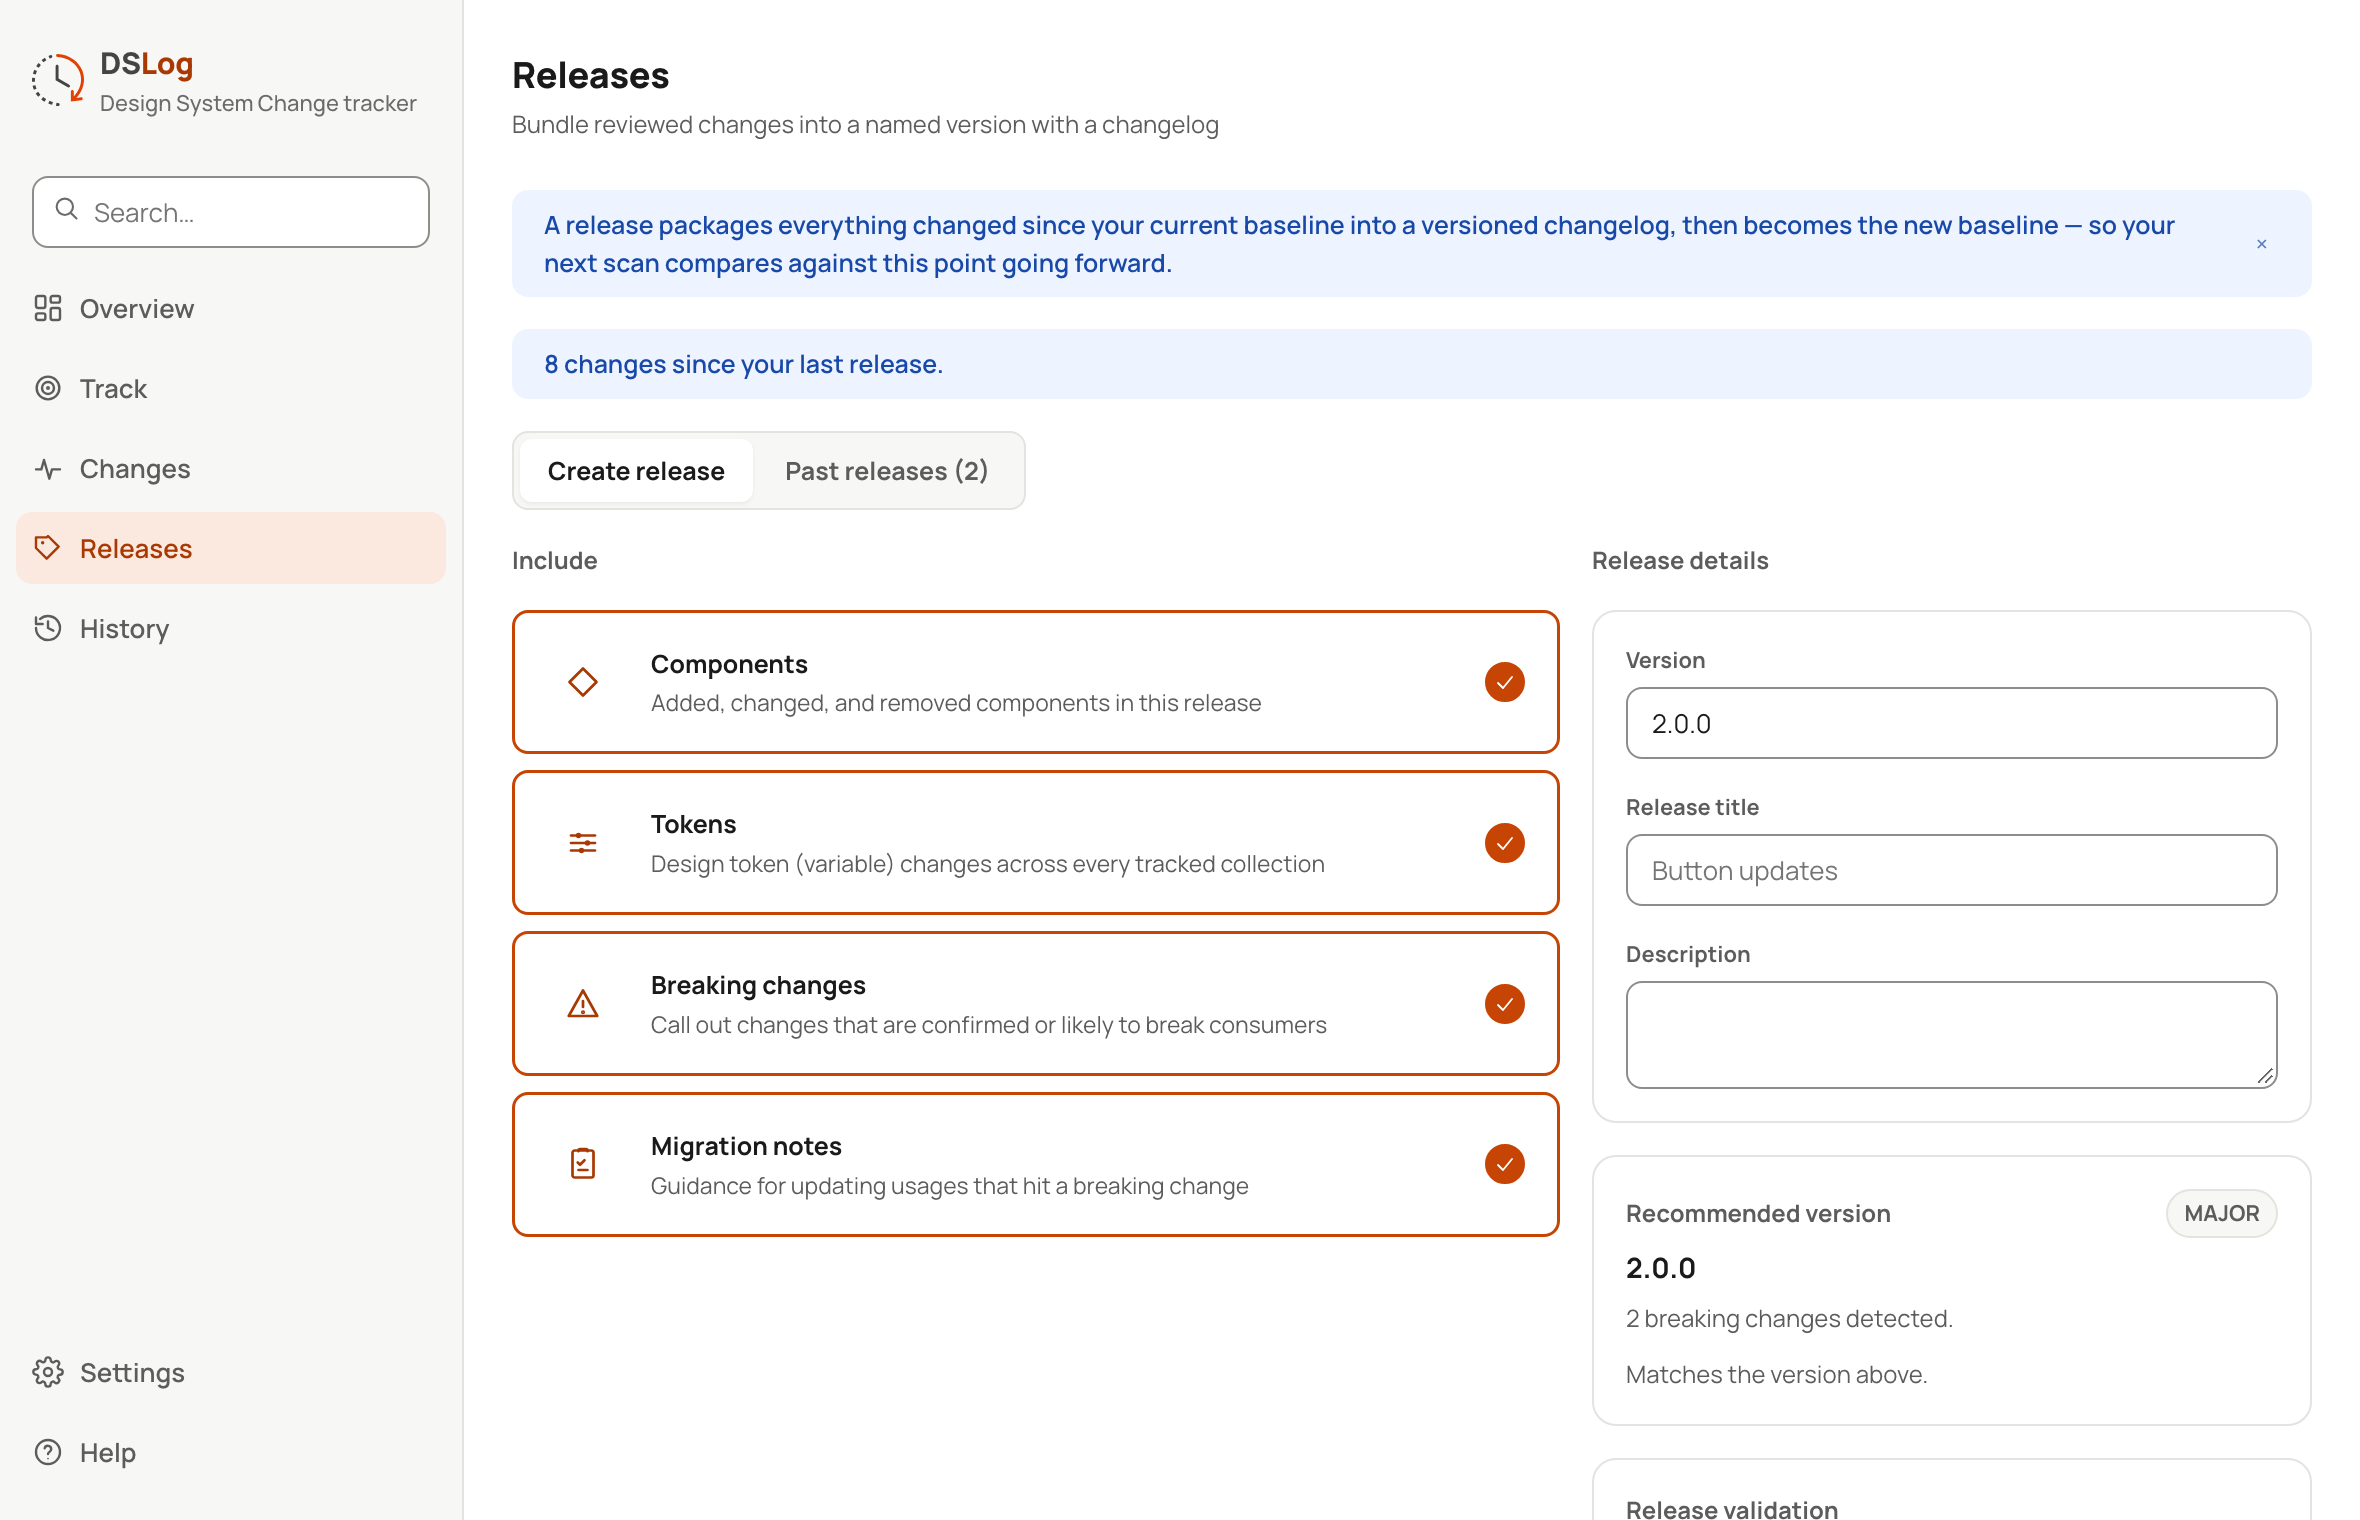 DSLog
Design System Change tracker
Search...
Overview
Track
Changes
Releases
History
Settings
Help
Releases
Bundle reviewed changes into a named version with a changelog
A release packages everything changed since your current baseline into a versioned changelog, then becomes the new baseline — so your
next scan compares against this point going forward.
×
8 changes since your last release.
Create release
Past releases (2)
Include
Components
Added, changed, and removed components in this release
Tokens
Design token (variable) changes across every tracked collection
Breaking changes
Call out changes that are confirmed or likely to break consumers
Migration notes
Guidance for updating usages that hit a breaking change
Release details
Version
2.0.0
Release title
Button updates
Description
Recommended version
MAJOR
2.0.0
2 breaking changes detected.
Matches the version above.
Release validation